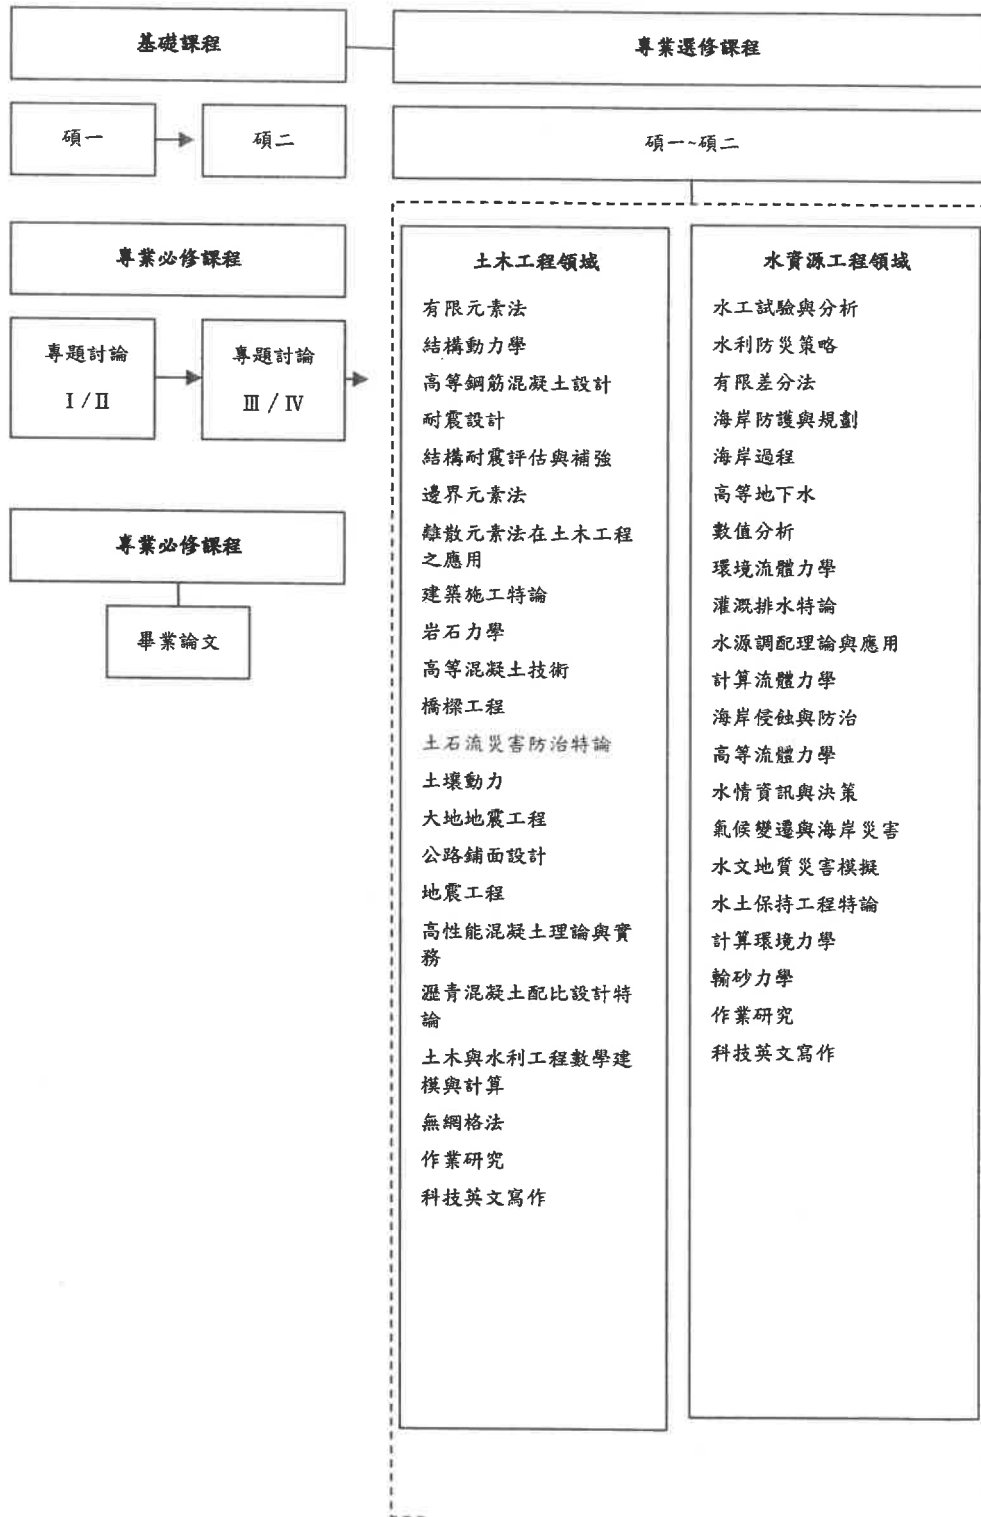 基礎課程
專業選修課程
碩一
碩二
碩一~碩二
專業必修課程
專題討論
I / II
專題討論
III / IV
專業必修課程
畢業論文
土木工程領域
有限元素法
結構動力學
高等鋼筋混凝土設計
耐震設計
結構耐震評估與補強
邊界元素法
離散元素法在土木工程
之應用
建築施工特論
岩石力學
高等混凝土技術
橋樑工程
土石流災害防治特論
土壤動力
大地地震工程
公路鋪面設計
地震工程
高性能混凝土理論與實
務
瀝青混凝土配比設計特
論
土木與水利工程數學建
模與計算
無網格法
作業研究
科技英文寫作
水資源工程領域
水工試驗與分析
水利防災策略
有限差分法
海岸防護與規劃
海岸過程
高等地下水
數值分析
環境流體力學
灌溉排水特論
水源調配理論與應用
計算流體力學
海岸侵蝕與防治
高等流體力學
水情資訊與決策
氣候變遷與海岸災害
水文地質災害模擬
水土保持工程特論
計算環境力學
輸砂力學
作業研究
科技英文寫作